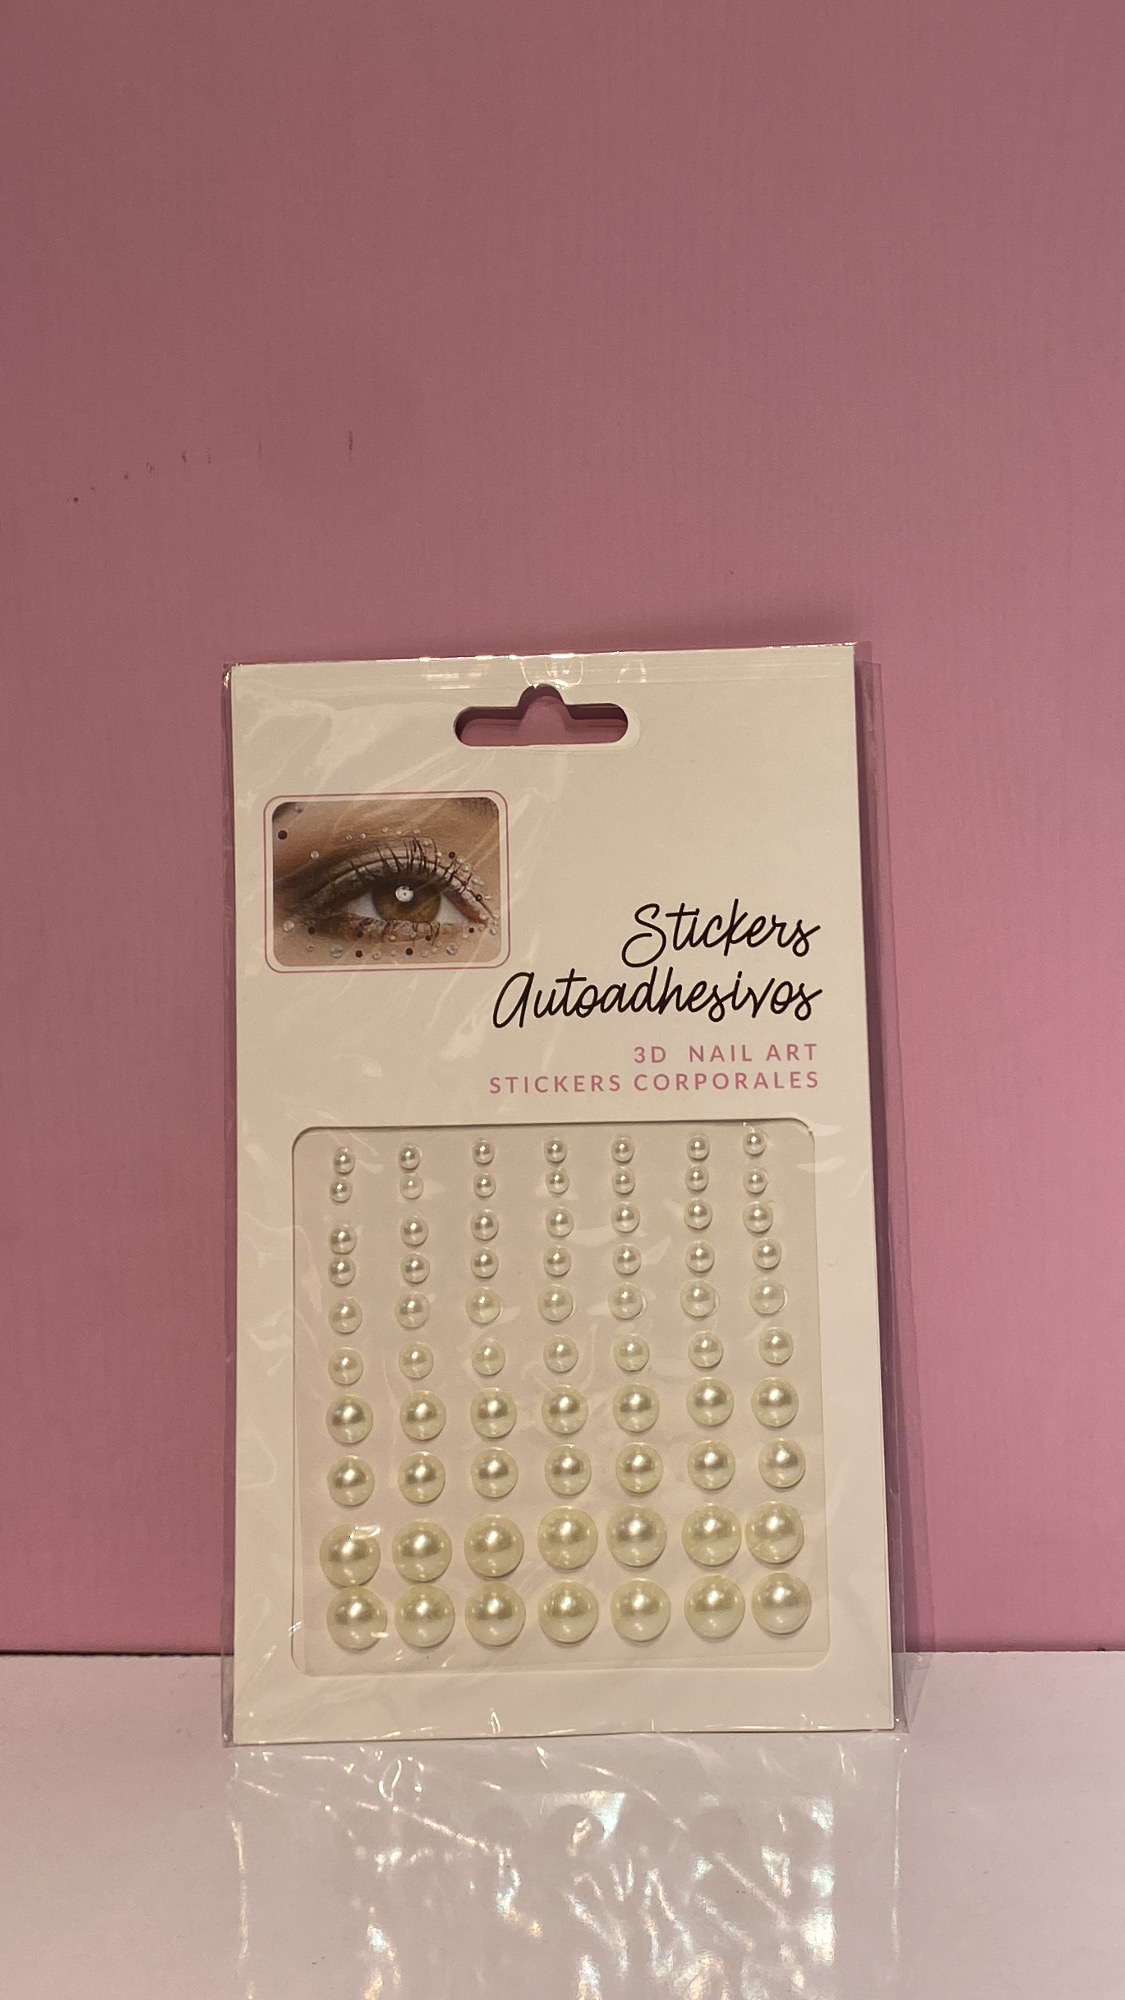 Stickers
Autoadhesivos
3D NAIL ART
STICKERS CORPORALES